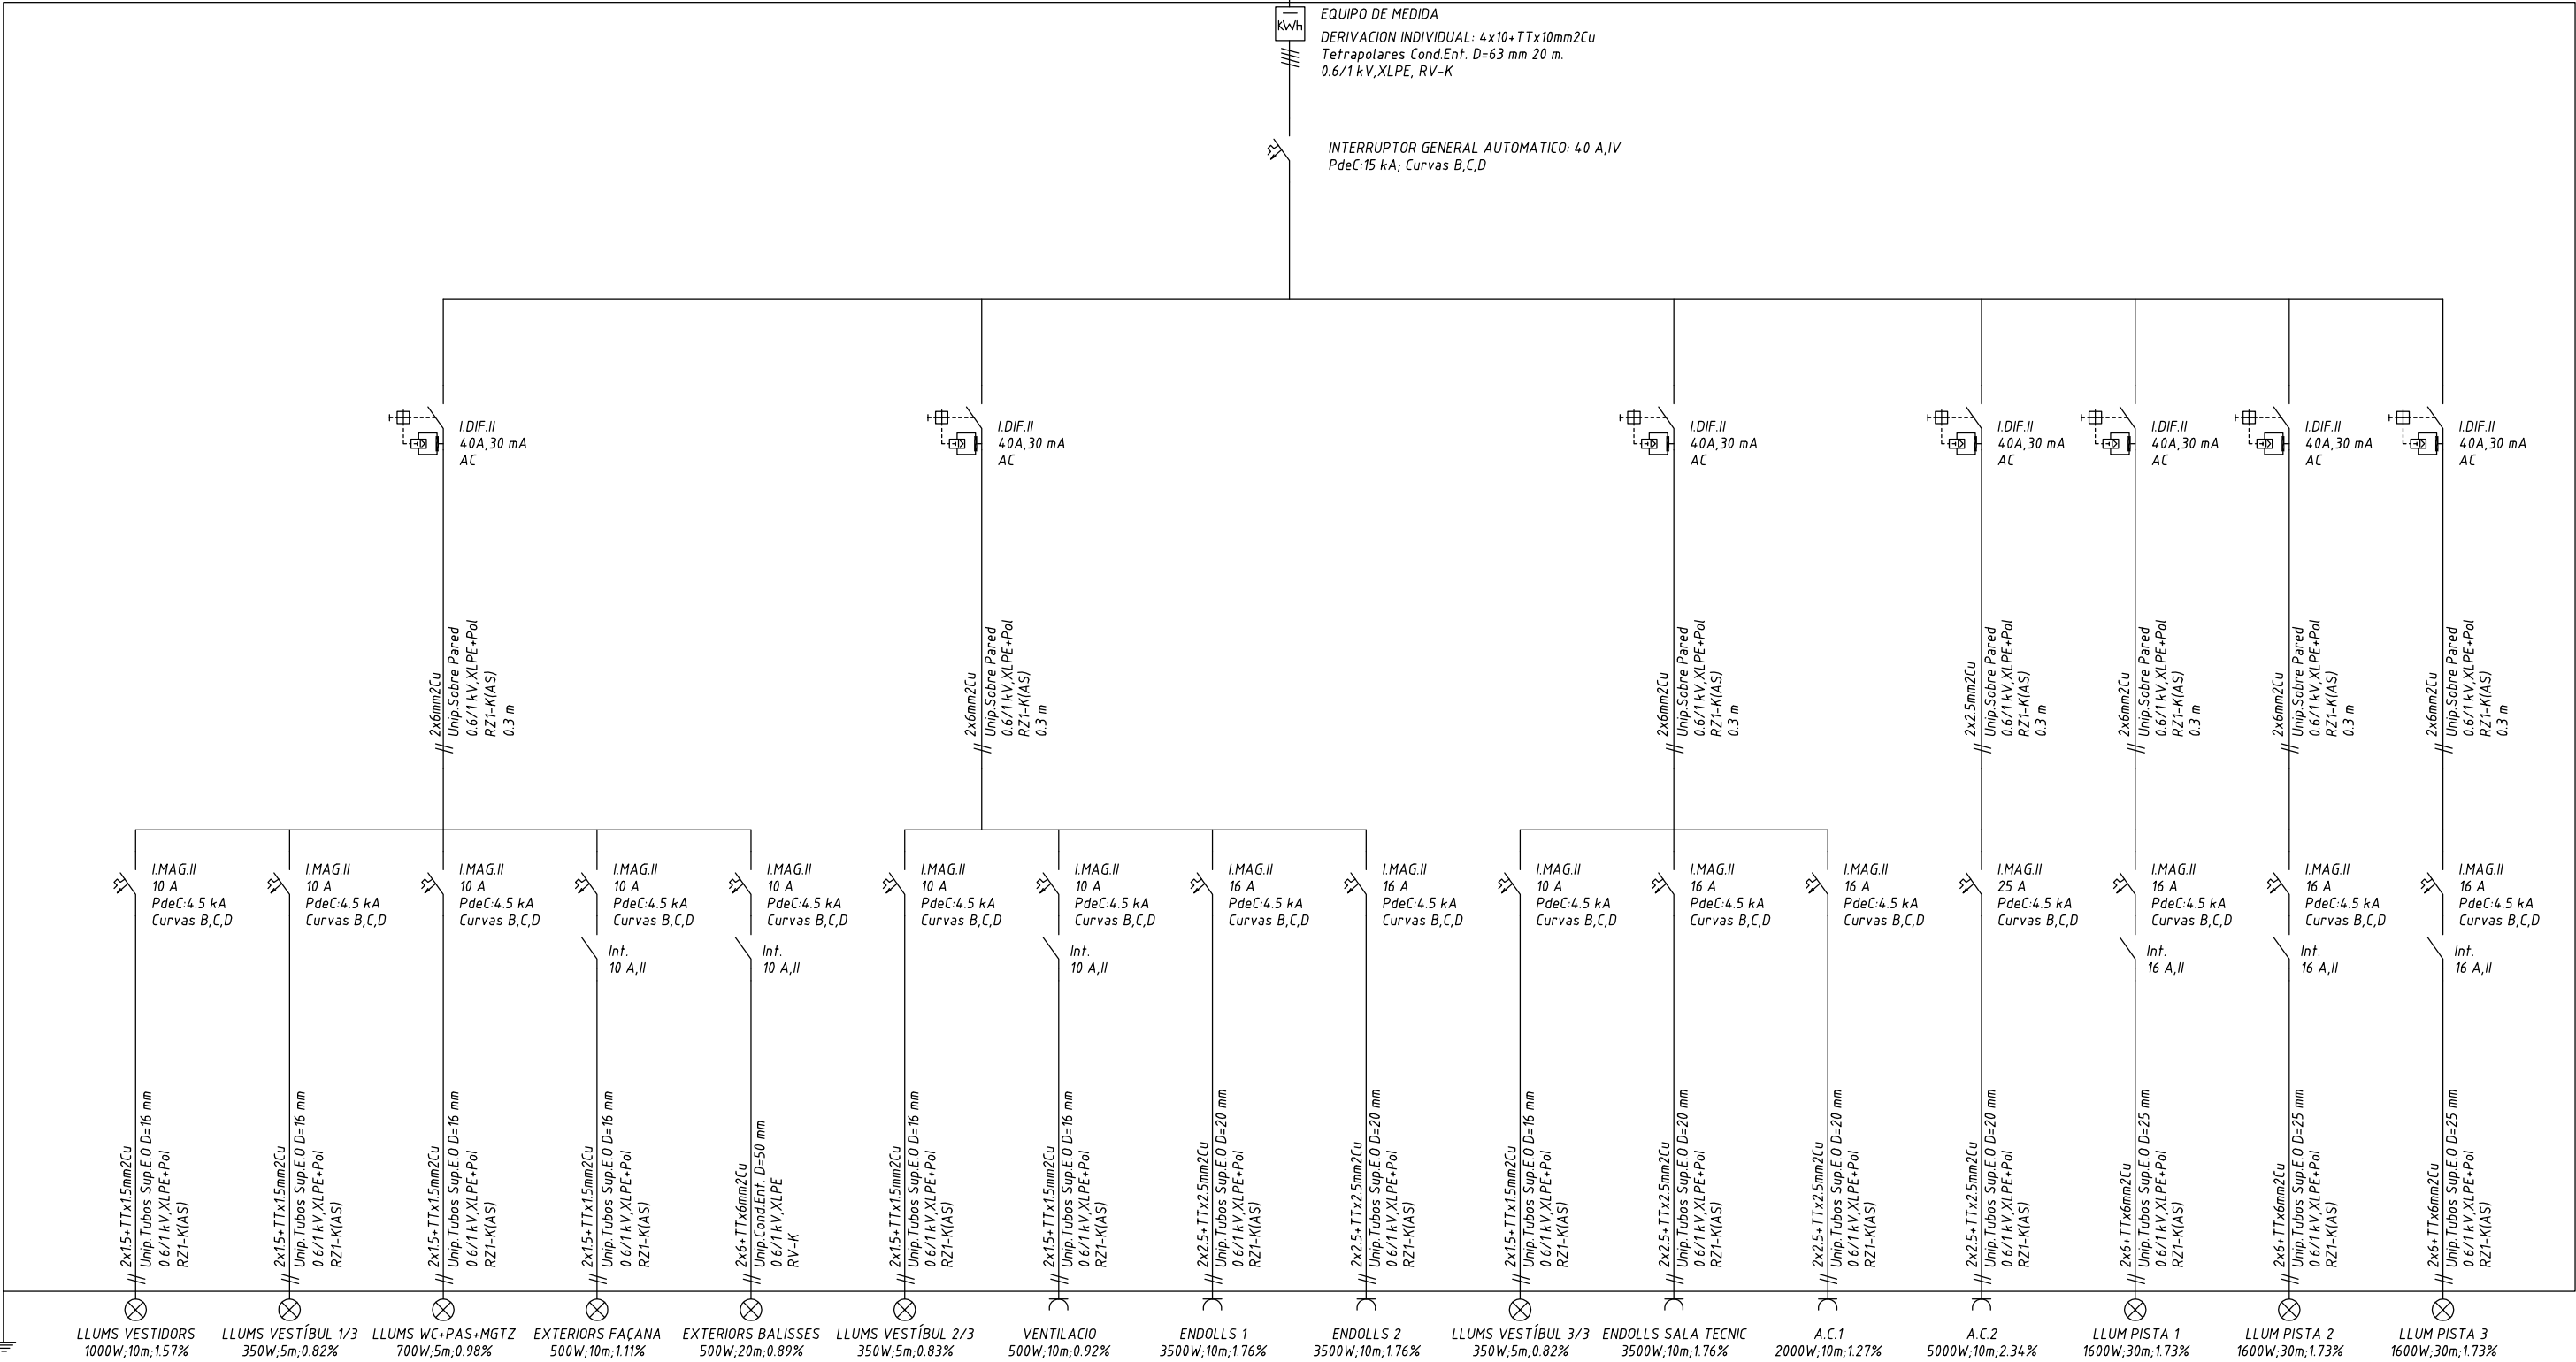 KWh
EQUIPO DE MEDIDA
DERIVACION INDIVIDUAL: 4x10+TTx10mm2Cu
Tetrapolares Cond.Ent. D=63 mm 20 m.
0.6/1 kV,XLPE, RV-K
INTERRUPTOR GENERAL AUTOMATICO: 40 A,IV
PdeC:15 kA; Curvas B,C,D
I.DIF.II
40A,30 mA
AC
I.DIF.II
40A,30 mA
AC
I.DIF.II
40A,30 mA
AC
I.DIF.II
40A,30 mA
AC
I.DIF.II
40A,30 mA
AC
I.DIF.II
40A,30 mA
AC
I.DIF.II
40A,30 mA
AC
2x6mm2Cu
Unip.Sobre Pared
0.6/1 kV,XLPE+Pol
RZ1-K(AS)
0.3 m
2x6mm2Cu
Unip.Sobre Pared
0.6/1 kV,XLPE+Pol
RZ1-K(AS)
0.3 m
2x6mm2Cu
Unip.Sobre Pared
0.6/1 kV,XLPE+Pol
RZ1-K(AS)
0.3 m
2x2.5mm2Cu
Unip.Sobre Pared
0.6/1 kV,XLPE+Pol
RZ1-K(AS)
0.3 m
2x6mm2Cu
Unip.Sobre Pared
0.6/1 kV,XLPE+Pol
RZ1-K(AS)
0.3 m
2x6mm2Cu
Unip.Sobre Pared
0.6/1 kV,XLPE+Pol
RZ1-K(AS)
0.3 m
2x6mm2Cu
Unip.Sobre Pared
0.6/1 kV,XLPE+Pol
RZ1-K(AS)
0.3 m
I.MAG.II
10 A
PdeC:4.5 kA
Curvas B,C,D
I.MAG.II
10 A
PdeC:4.5 kA
Curvas B,C,D
I.MAG.II
10 A
PdeC:4.5 kA
Curvas B,C,D
I.MAG.II
10 A
PdeC:4.5 kA
Curvas B,C,D
Int.
10 A,II
I.MAG.II
10 A
PdeC:4.5 kA
Curvas B,C,D
Int.
10 A,II
I.MAG.II
10 A
PdeC:4.5 kA
Curvas B,C,D
I.MAG.II
10 A
PdeC:4.5 kA
Curvas B,C,D
Int.
10 A,II
I.MAG.II
16 A
PdeC:4.5 kA
Curvas B,C,D
I.MAG.II
16 A
PdeC:4.5 kA
Curvas B,C,D
I.MAG.II
10 A
PdeC:4.5 kA
Curvas B,C,D
I.MAG.II
16 A
PdeC:4.5 kA
Curvas B,C,D
I.MAG.II
16 A
PdeC:4.5 kA
Curvas B,C,D
I.MAG.II
25 A
PdeC:4.5 kA
Curvas B,C,D
I.MAG.II
16 A
PdeC:4.5 kA
Curvas B,C,D
Int.
16 A,II
I.MAG.II
16 A
PdeC:4.5 kA
Curvas B,C,D
Int.
16 A,II
I.MAG.II
16 A
PdeC:4.5 kA
Curvas B,C,D
Int.
16 A,II
2x1.5+TTx1.5mm2Cu
Unip.Tubos Sup.E.O D=16 mm
0.6/1 kV,XLPE+Pol
RZ1-K(AS)
2x1.5+TTx1.5mm2Cu
Unip.Tubos Sup.E.O D=16 mm
0.6/1 kV,XLPE+Pol
RZ1-K(AS)
2x1.5+TTx1.5mm2Cu
Unip.Tubos Sup.E.O D=16 mm
0.6/1 kV,XLPE+Pol
RZ1-K(AS)
2x1.5+TTx1.5mm2Cu
Unip.Tubos Sup.E.O D=16 mm
0.6/1 kV,XLPE+Pol
RZ1-K(AS)
2x6+TTx6mm2Cu
Unip.Cond.Ent. D=50 mm
0.6/1 kV,XLPE
RV-K
2x1.5+TTx1.5mm2Cu
Unip.Tubos Sup.E.O D=16 mm
0.6/1 kV,XLPE+Pol
RZ1-K(AS)
2x1.5+TTx1.5mm2Cu
Unip.Tubos Sup.E.O D=16 mm
0.6/1 kV,XLPE+Pol
RZ1-K(AS)
2x2.5+TTx2.5mm2Cu
Unip.Tubos Sup.E.O D=20 mm
0.6/1 kV,XLPE+Pol
RZ1-K(AS)
2x2.5+TTx2.5mm2Cu
Unip.Tubos Sup.E.O D=20 mm
0.6/1 kV,XLPE+Pol
RZ1-K(AS)
2x1.5+TTx1.5mm2Cu
Unip.Tubos Sup.E.O D=16 mm
0.6/1 kV,XLPE+Pol
RZ1-K(AS)
2x2.5+TTx2.5mm2Cu
Unip.Tubos Sup.E.O D=20 mm
0.6/1 kV,XLPE+Pol
RZ1-K(AS)
2x2.5+TTx2.5mm2Cu
Unip.Tubos Sup.E.O D=20 mm
0.6/1 kV,XLPE+Pol
RZ1-K(AS)
2x2.5+TTx2.5mm2Cu
Unip.Tubos Sup.E.O D=20 mm
0.6/1 kV,XLPE+Pol
RZ1-K(AS)
2x6+TTx6mm2Cu
Unip.Tubos Sup.E.O D=25 mm
0.6/1 kV,XLPE+Pol
RZ1-K(AS)
2x6+TTx6mm2Cu
Unip.Tubos Sup.E.O D=25 mm
0.6/1 kV,XLPE+Pol
RZ1-K(AS)
2x6+TTx6mm2Cu
Unip.Tubos Sup.E.O D=25 mm
0.6/1 kV,XLPE+Pol
RZ1-K(AS)
LLUMS VESTIDORS
1000W;10m;1.57%
LLUMS VESTÍBUL 1/3
350W;5m;0.82%
LLUMS WC+PAS+MGTZ
700W;5m;0.98%
EXTERIORS FAÇANA
500W;10m;1.11%
EXTERIORS BALISSES
500W;20m;0.89%
LLUMS VESTÍBUL 2/3
350W;5m;0.83%
VENTILACIO
500W;10m;0.92%
ENDOLLS 1
3500W;10m;1.76%
ENDOLLS 2
3500W;10m;1.76%
LLUMS VESTÍBUL 3/3
350W;5m;0.82%
ENDOLLS SALA TECNIC
3500W;10m;1.76%
A.C.1
2000W;10m;1.27%
A.C.2
5000W;10m;2.34%
LLUM PISTA 1
1600W;30m;1.73%
LLUM PISTA 2
1600W;30m;1.73%
LLUM PISTA 3
1600W;30m;1.73%